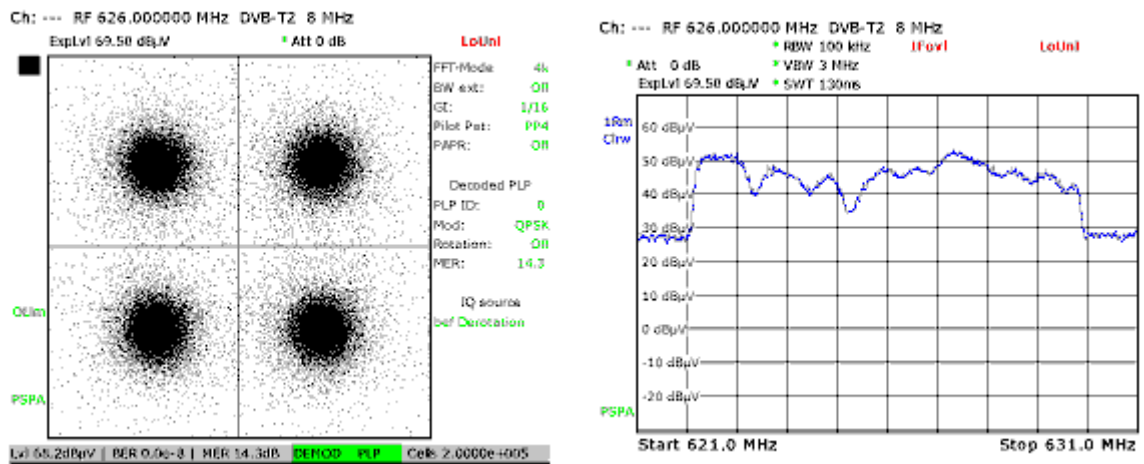 Ch: --- RF 626.000000 MHz DVB-T2 8 MHz
ExpLvl 69.50 dBµV * Att 0 dB LoUnl
FFT-Mode 4k
BW ext: Off
GI: 1/16
Pilot Pat: PP4
PAPR: Off
Decoded PLP
PLP ID: 0
Mod: QPSK
Rotation: Off
MER: 14.3
IQ source
bef Derotation
OLim
PSPA
Lvl 68.2dBµV | BER 0.0e-8 | MER 14.3dB DEMOD PLP Cells 2.0000e+005
Ch: --- RF 626.000000 MHz DVB-T2 8 MHz
* RBW 100 kHz IFovl LoUnl
* Att 0 dB * VBW 3 MHz
ExpLvl 69.50 dBµV * SWT 130ms
1Rm
Clrw
60 dBµV
50 dBµV
40 dBµV
30 dBµV
20 dBµV
10 dBµV
0 dBµV
-10 dBµV
-20 dBµV
PSPA
Start 621.0 MHz Stop 631.0 MHz